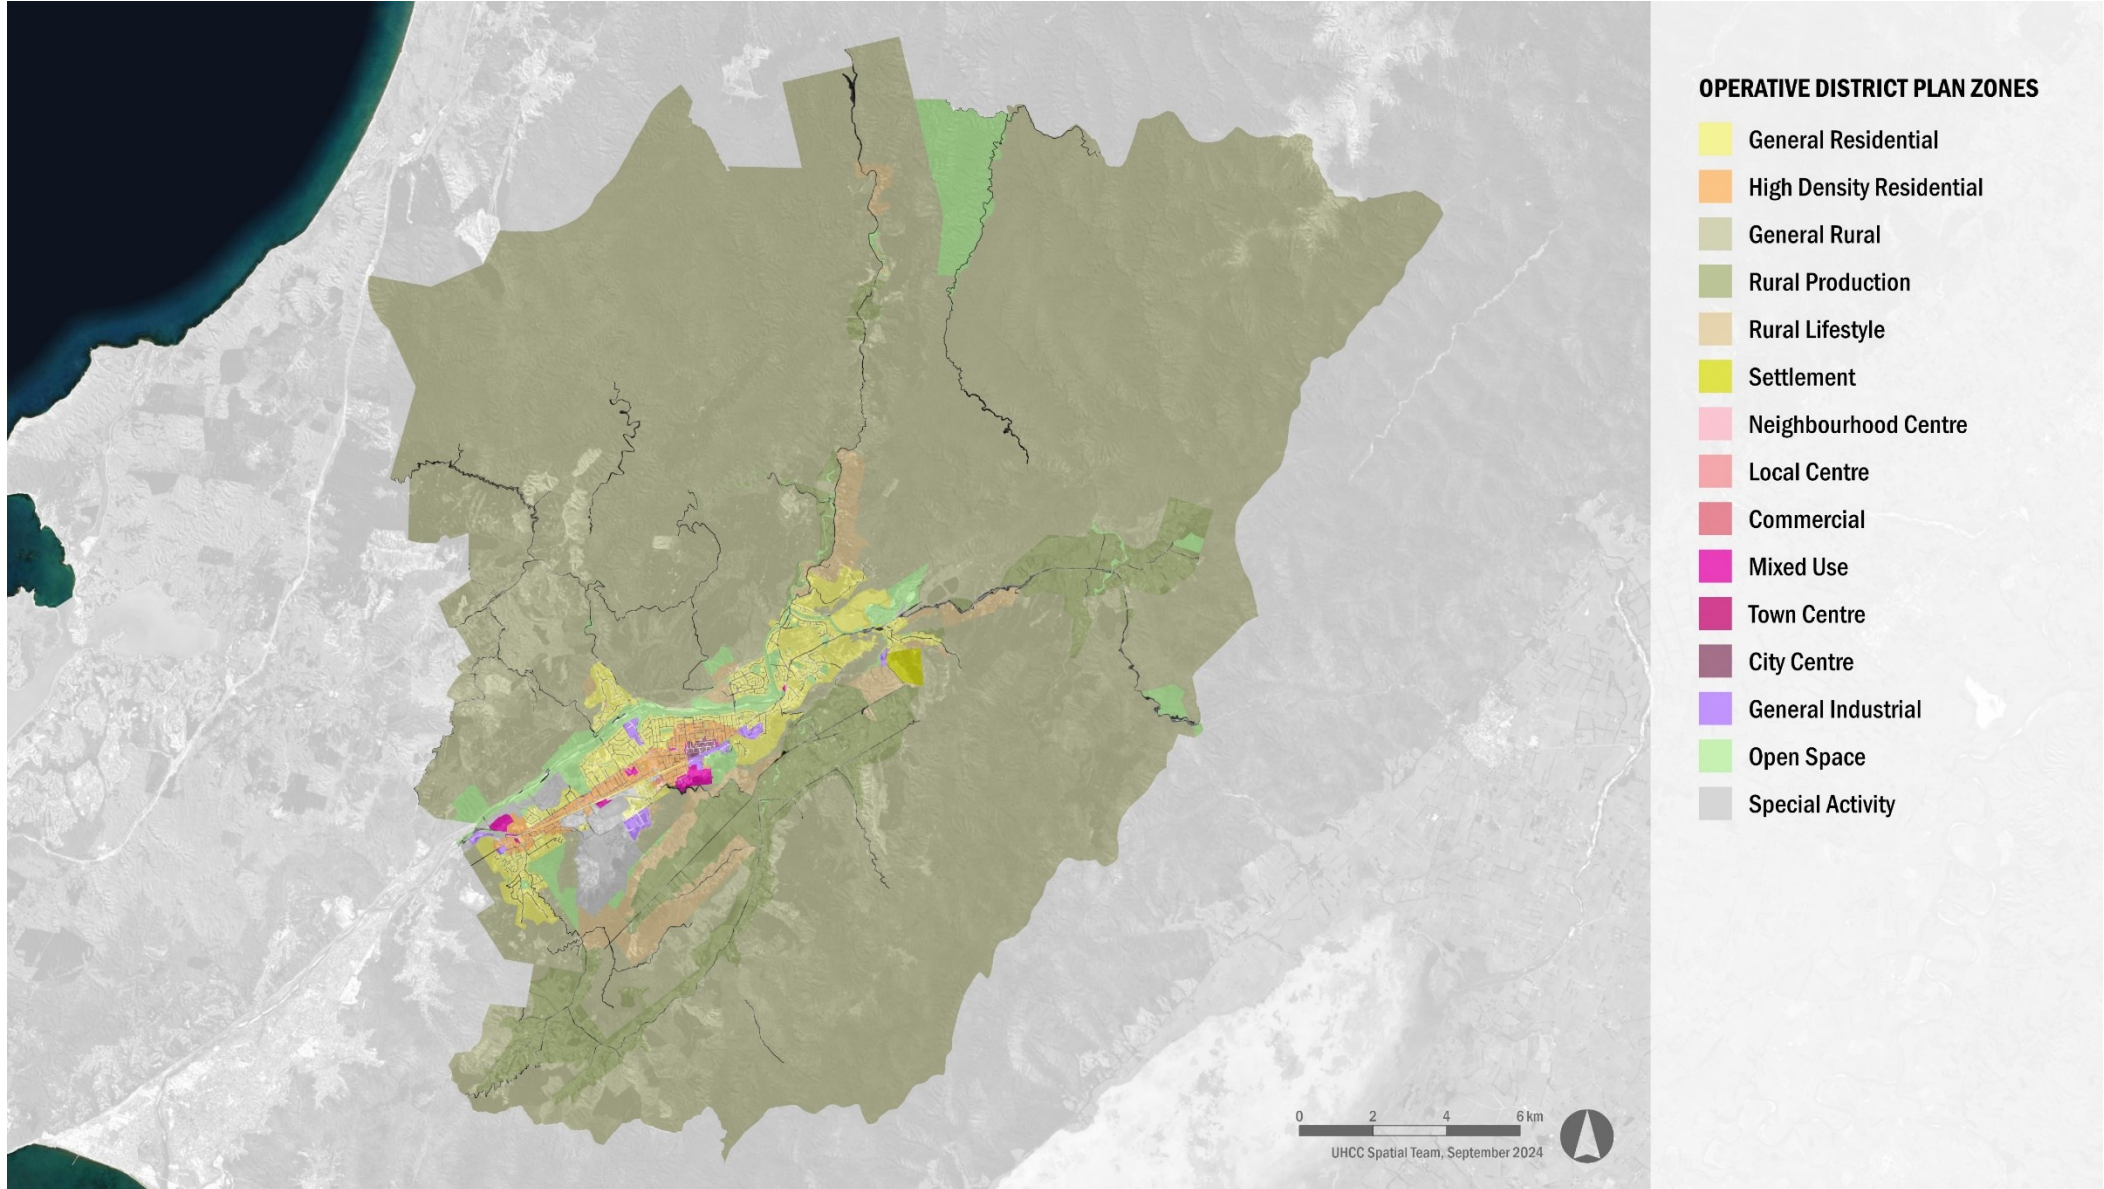 OPERATIVE DISTRICT PLAN ZONES
General Residential
High Density Residential
General Rural
Rural Production
Rural Lifestyle
Settlement
Neighbourhood Centre
Local Centre
Commercial
Mixed Use
Town Centre
City Centre
General Industrial
Open Space
Special Activity
0 2 4 6 km
UHCC Spatial Team, September 2024